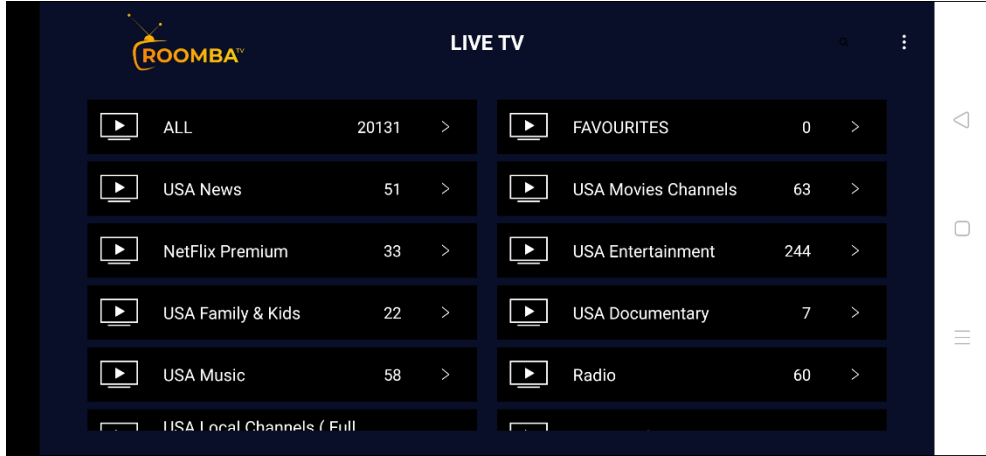 ROOMBA TV
LIVE TV
ALL 20131 >
FAVOURITES 0 >
USA News 51 >
USA Movies Channels 63 >
NetFlix Premium 33 >
USA Entertainment 244 >
USA Family & Kids 22 >
USA Documentary 7 >
USA Music 58 >
Radio 60 >
USA Local Channels ( Full